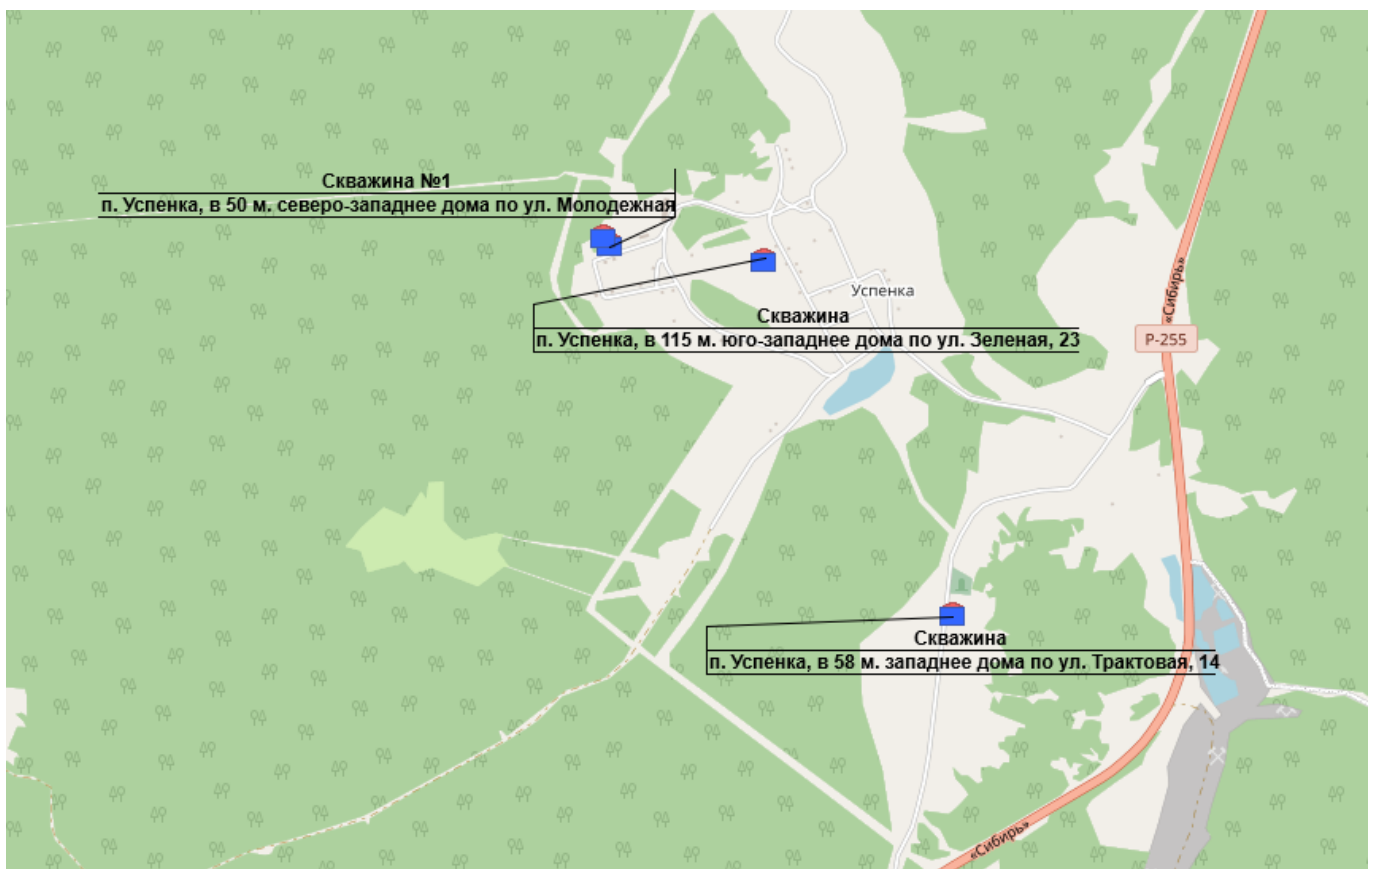 Скважина №1
п. Успенка, в 50 м. северо-западнее дома по ул. Молодежная
«Сибирь»
Успенка
Скважина
п. Успенка, в 115 м. юго-западнее дома по ул. Зеленая, 23
Р-255
Скважина
п. Успенка, в 58 м. западнее дома по ул. Трактовая, 14
«Сибирь»